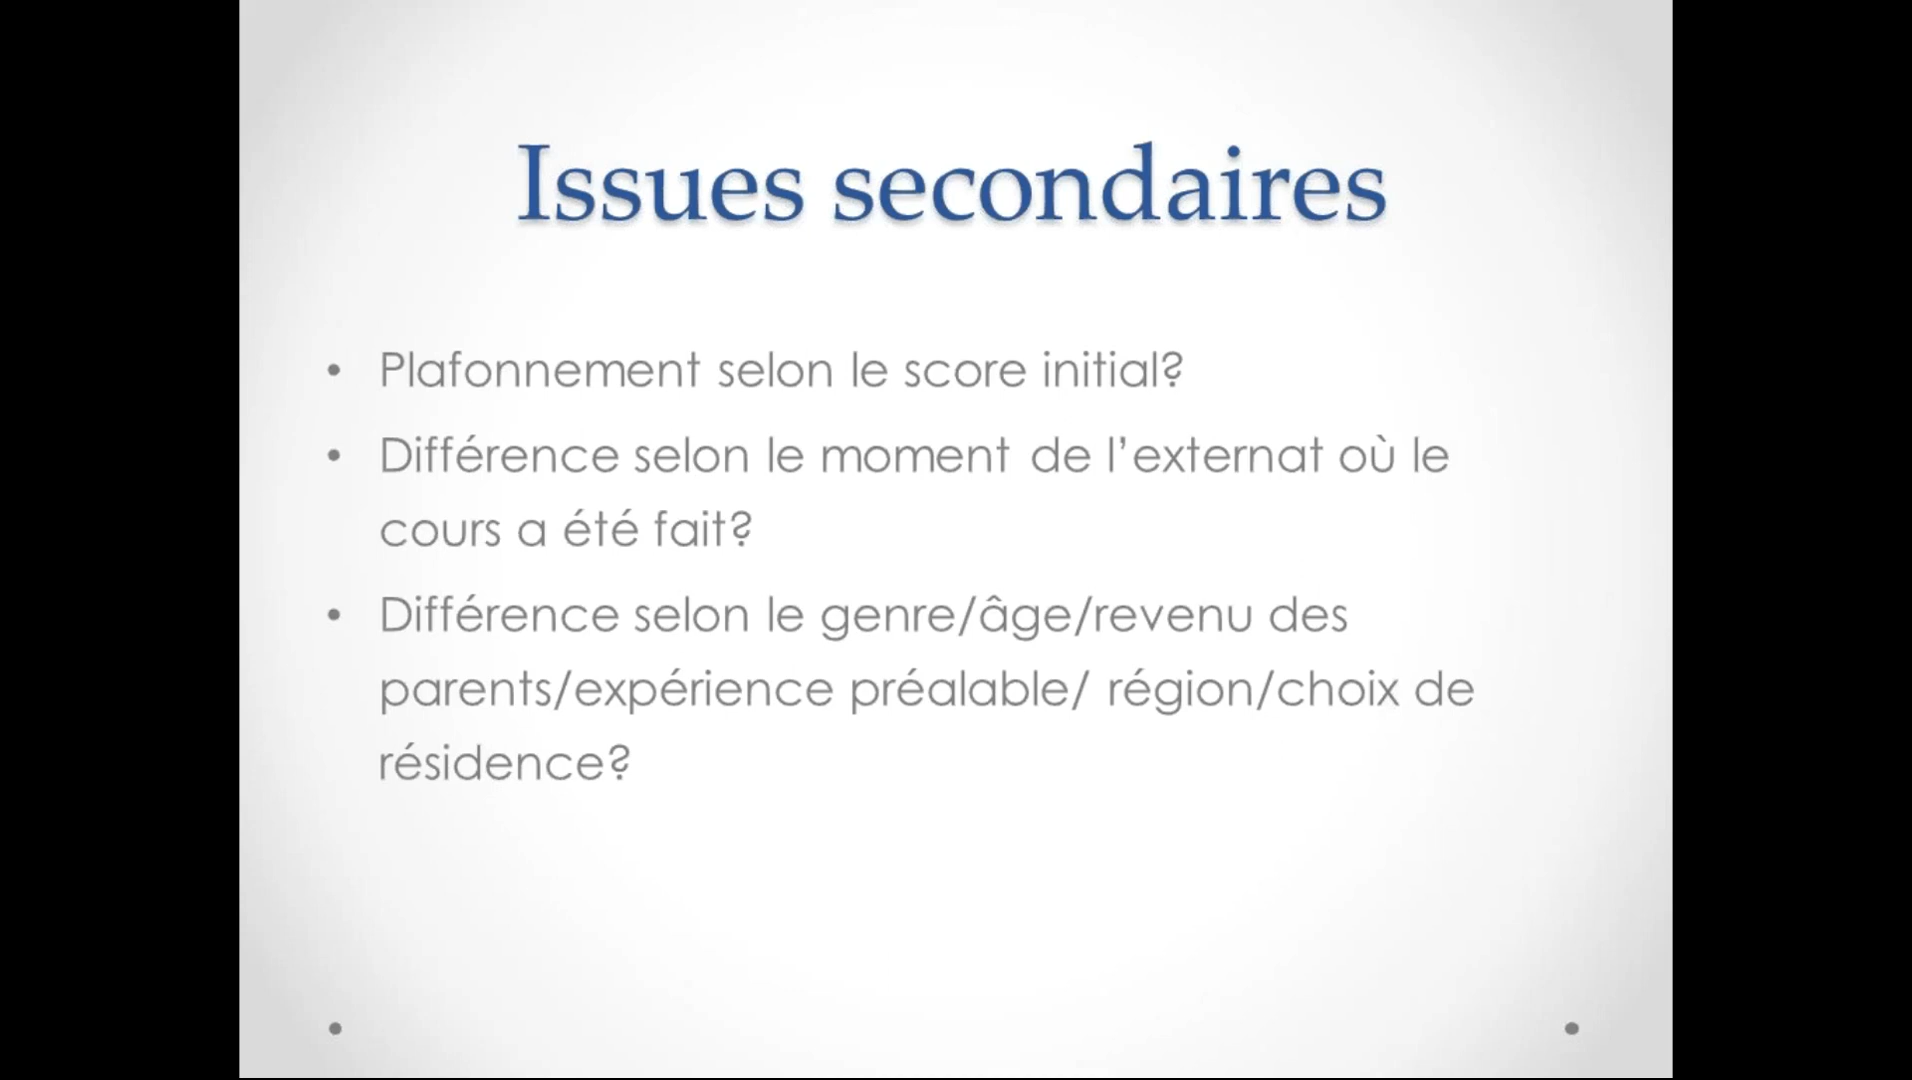 Issues secondaires
• Plafonnement selon le score initial?
• Différence selon le moment de l’externat où le
cours a été fait?
• Différence selon le genre/âge/revenu des
parents/expérience préalable/ région/choix de
résidence?